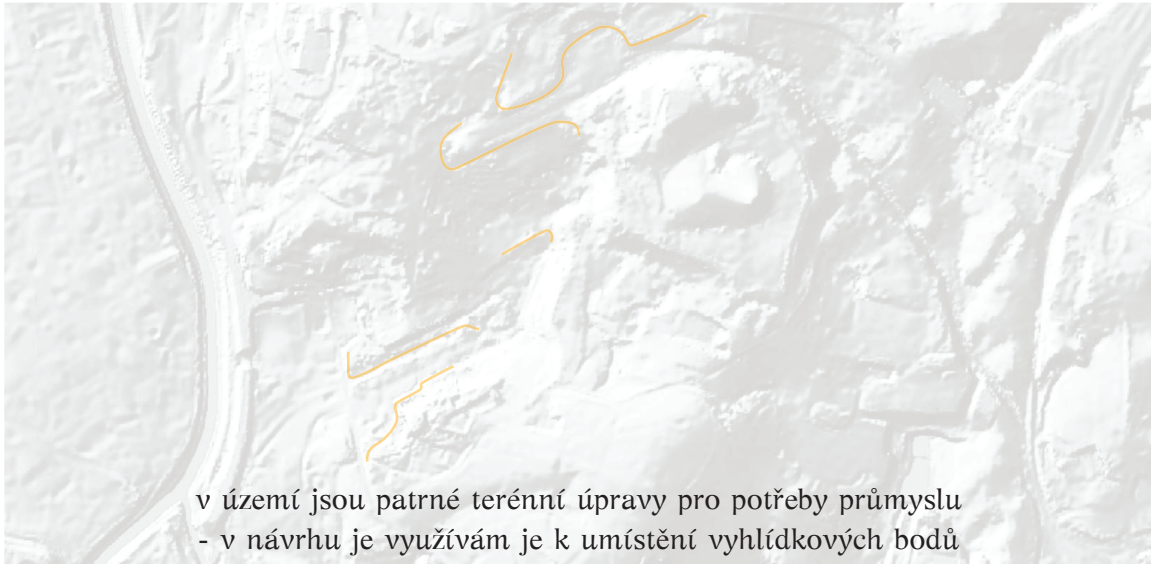 v území jsou patrné terénní úpravy pro potřeby průmyslu
- v návrhu je využívám je k umístění vyhlídkových bodů